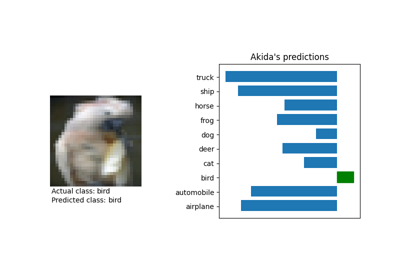 Akida's predictions
truck
ship
horse
frog
dog
deer
cat
bird
automobile
airplane
Actual class: bird
Predicted class: bird